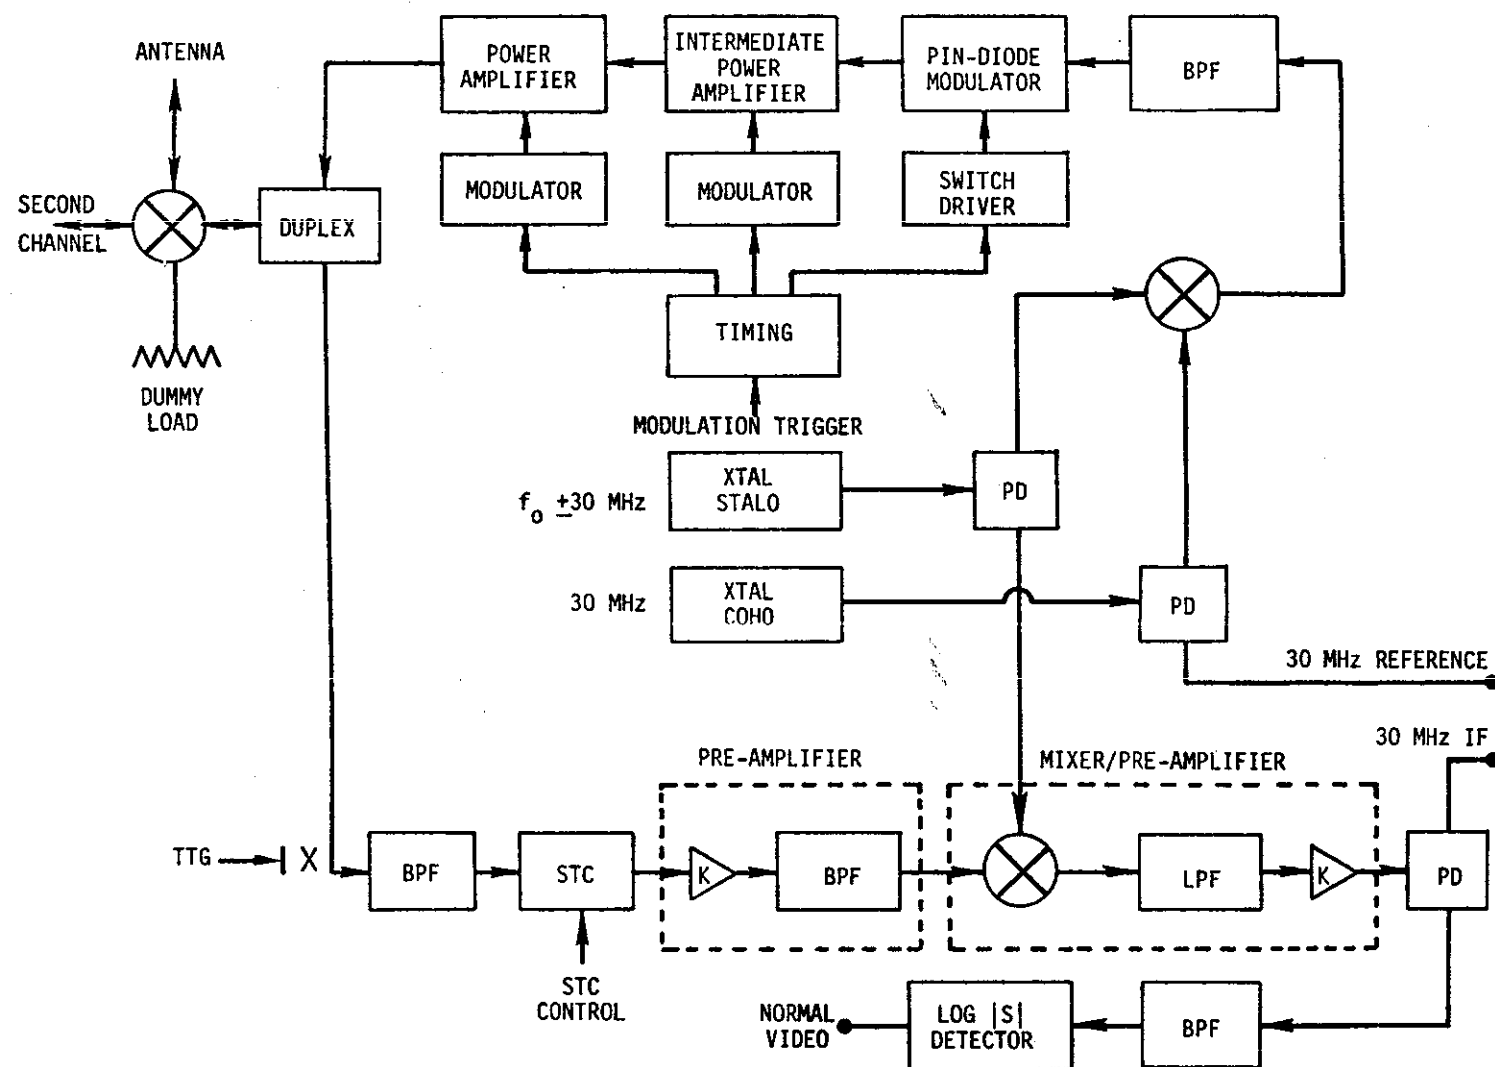 ANTENNA
POWER
AMPLIFIER
INTERMEDIATE
POWER
AMPLIFIER
PIN-DIODE
MODULATOR
BPF
MODULATOR
MODULATOR
SWITCH
DRIVER
SECOND
CHANNEL
DUPLEX
TIMING
DUMMY
LOAD
MODULATION TRIGGER
f₀ ±30 MHz
XTAL
STALO
PD
30 MHz
XTAL
COHO
PD
30 MHz REFERENCE
30 MHz IF
PRE-AMPLIFIER
MIXER/PRE-AMPLIFIER
TTG
X
BPF
STC
K
BPF
LPF
K
PD
STC
CONTROL
NORMAL
VIDEO
LOG |S|
DETECTOR
BPF